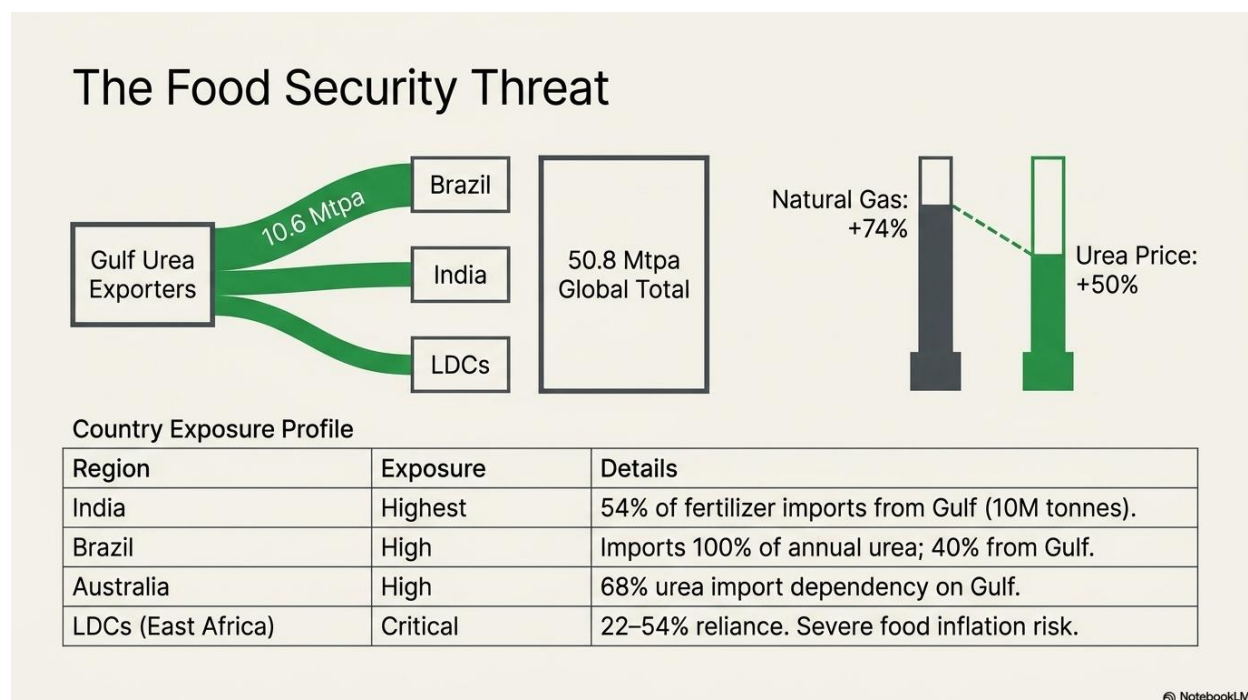 The Food Security Threat
Gulf Urea
Exporters
10.6 Mtpa
Brazil
India
LDCs
50.8 Mtpa
Global Total
Natural Gas:
+74%
Urea Price:
+50%
Country Exposure Profile
Region Exposure Details
India Highest 54% of fertilizer imports from Gulf (10M tonnes).
Brazil High Imports 100% of annual urea; 40% from Gulf.
Australia High 68% urea import dependency on Gulf.
LDCs (East Africa) Critical 22–54% reliance. Severe food inflation risk.
NotebookLM